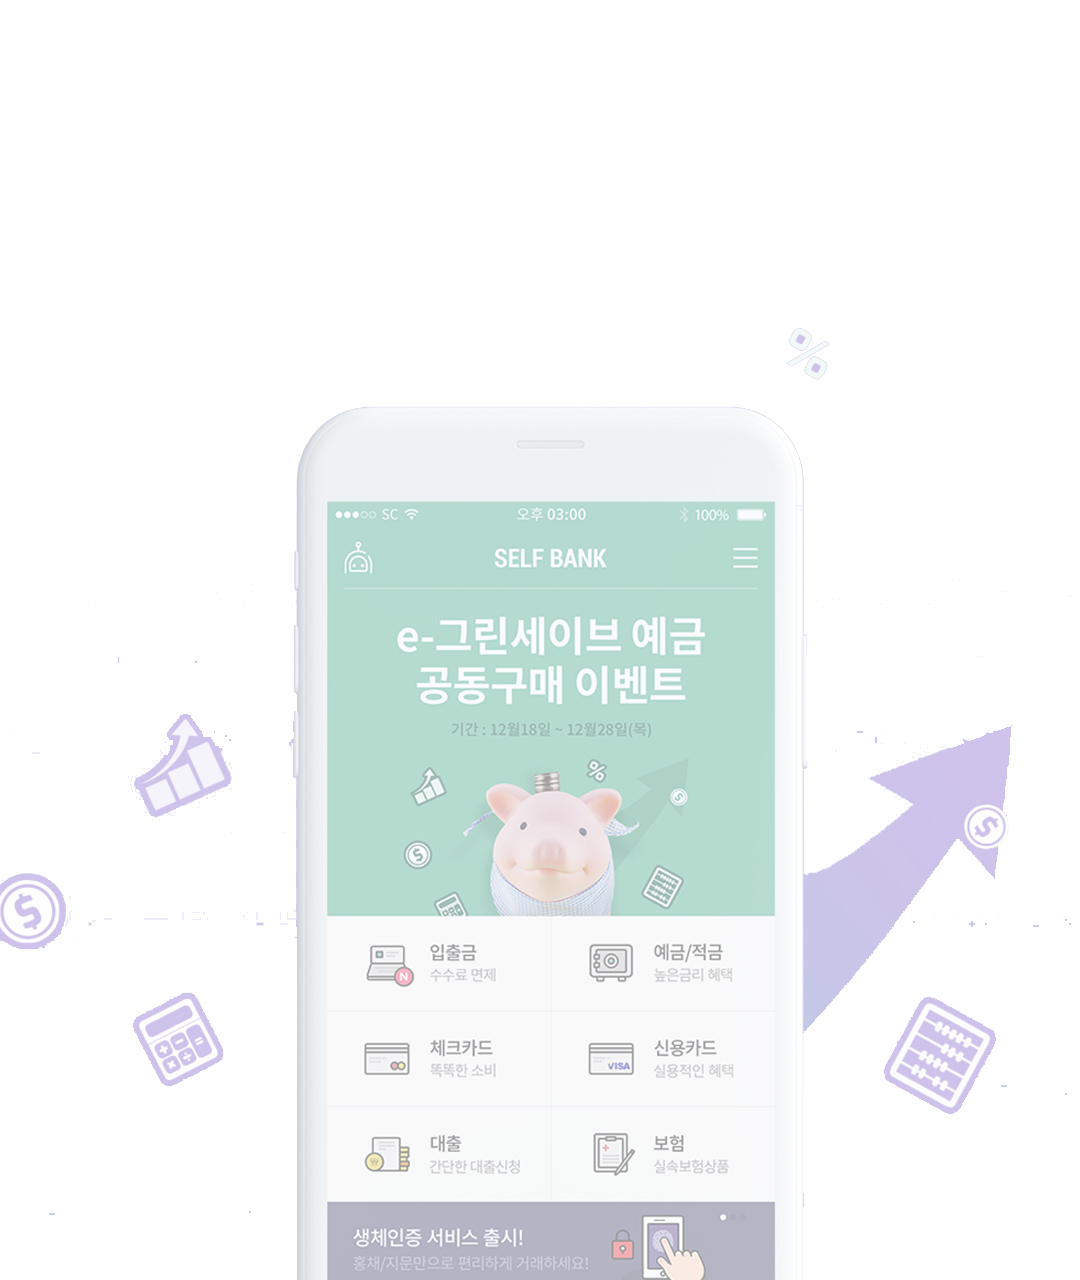 SC 오후 03:00 100%
SELF BANK
e-그린세이브 예금
공동구매 이벤트
기간 : 12월18일 ~ 12월28일(목)
입출금
수수료 면제
예금/적금
높은금리 혜택
N
체크카드
똑똑한 소비
신용카드
실용적인 혜택
VISA
대출
간단한 대출신청
보험
실속보험상품
생체인증 서비스 출시!
홍채/지문만으로 편리하게 거래하세요!